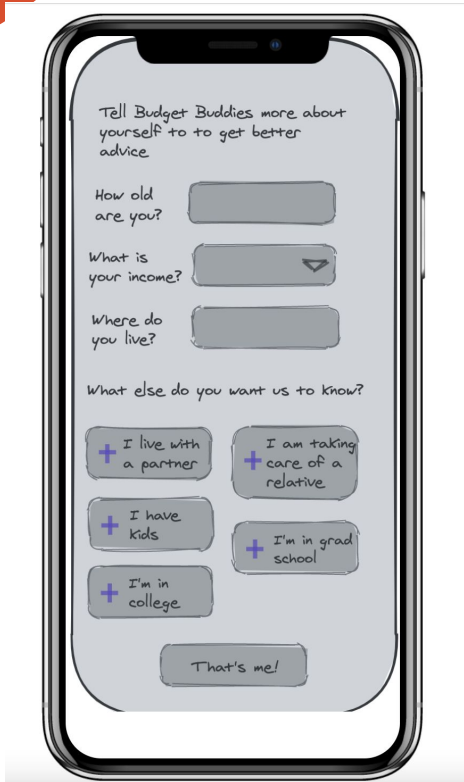 Tell Budget Buddies more about
yourself to to get better
advice
How old
are you?
What is
your income?
Where do
you live?
What else do you want us to know?
I live with
a partner
I am taking
care of a
relative
I have
kids
I'm in grad
school
I'm in
college
That's me!